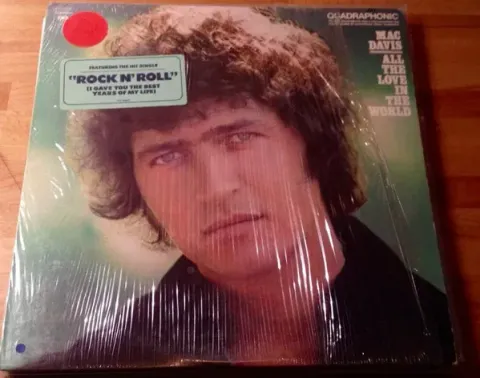 QUADRAPHONIC
MAC
DAVIS
ALL
THE
LOVE
IN THE
WORLD
FEATURING THE HIT SINGLE
"ROCK N' ROLL"
(I GAVE YOU THE BEST
YEARS OF MY LIFE)